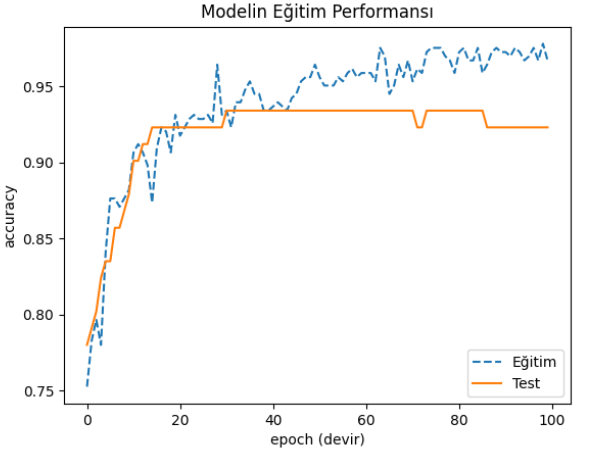 Modelin Eğitim Performansı
accuracy
0.95
0.90
0.85
0.80
0.75
0 20 40 60 80 100
epoch (devir)
Eğitim
Test